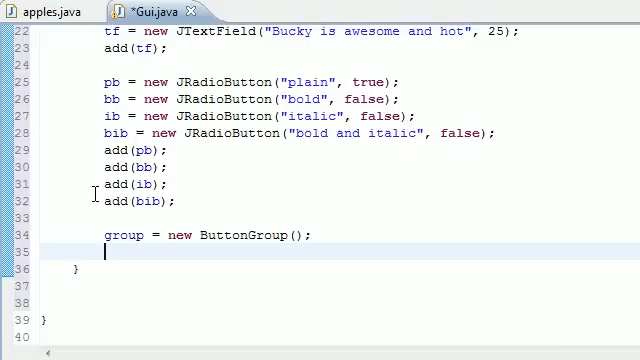 apples.java *Gui.java
22 tf = new JTextField("Bucky is awesome and hot", 25);
23 add(tf);
24
25 pb = new JRadioButton("plain", true);
26 bb = new JRadioButton("bold", false);
27 ib = new JRadioButton("italic", false);
28 bib = new JRadioButton("bold and italic", false);
29 add(pb);
30 add(bb);
31 add(ib);
32 add(bib);
33
34 group = new ButtonGroup();
35
36 }
37
38
39 }
40